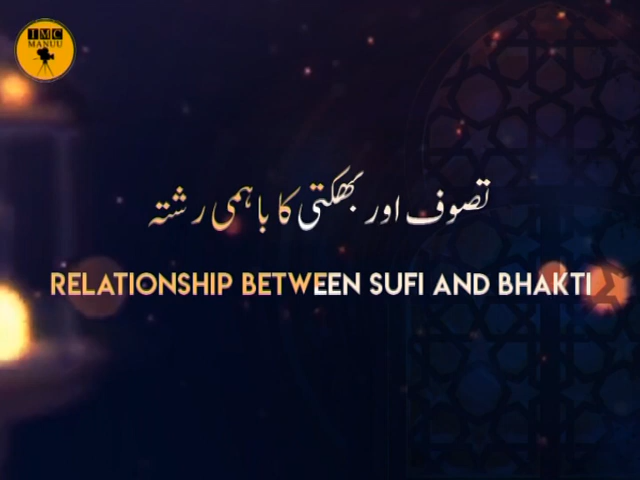 IMC
MANUU
تصوف اور بھکتی کا باہمی رشتہ
RELATIONSHIP BETWEEN SUFI AND BHAKTI